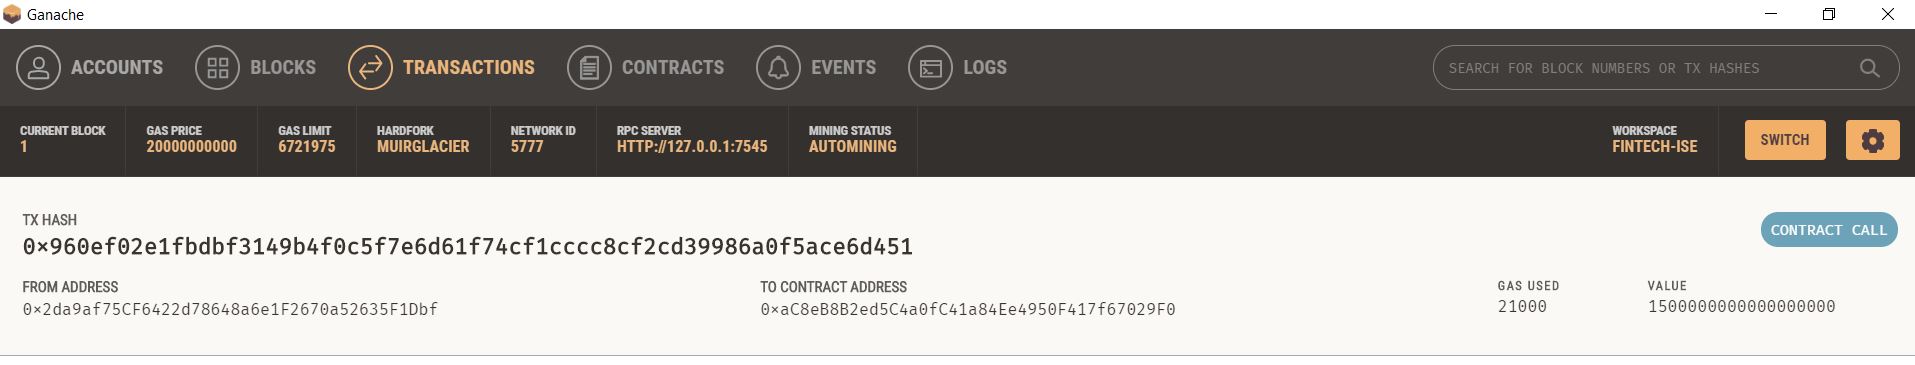 Ganache
ACCOUNTS BLOCKS TRANSACTIONS CONTRACTS EVENTS LOGS SEARCH FOR BLOCK NUMBERS OR TX HASHES
CURRENT BLOCK GAS PRICE GAS LIMIT HARDFORK NETWORK ID RPC SERVER MINING STATUS WORKSPACE
1 20000000000 6721975 MUIRGLACIER 5777 HTTP://127.0.0.1:7545 AUTOMINING FINTECH-ISE SWITCH
TX HASH
0×960ef02e1fbdbf3149b4f0c5f7e6d61f74cf1cccc8cf2cd39986a0f5ace6d451
CONTRACT CALL
FROM ADDRESS TO CONTRACT ADDRESS GAS USED VALUE
0×2da9af75CF6422d78648a6e1F2670a52635F1Dbf 0×aC8eB8B2ed5C4a0fC41a84Ee4950F417f67029F0 21000 1500000000000000000